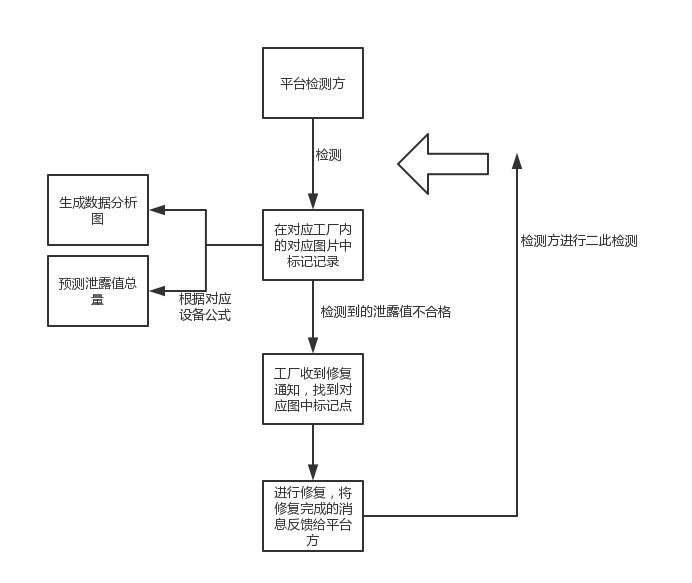 平台检测方
检测
生成数据分析
图
在对应工厂内
的对应图片中
标记记录
检测方进行二此检测
预测泄露值总
量
根据对应
设备公式
检测到的泄露值不合格
工厂收到修复
通知，找到对
应图中标记点
进行修复，将
修复完成的消
息反馈给平台
方